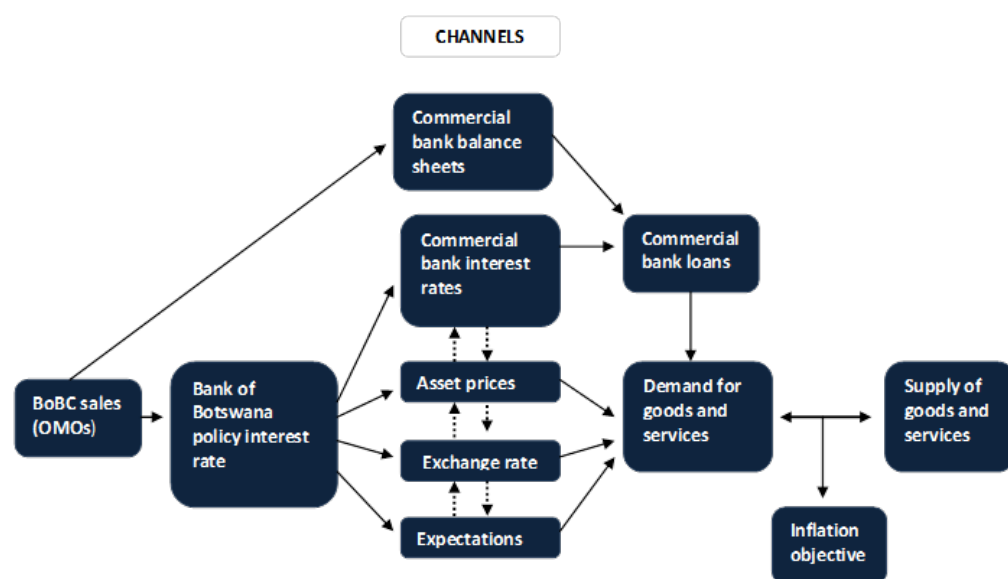 CHANNELS
Commercial
bank balance
sheets
Commercial
bank interest
rates
Commercial
bank loans
BoBC sales
(OMOs)
Bank of
Botswana
policy interest
rate
Asset prices
Exchange rate
Expectations
Demand for
goods and
services
Supply of
goods and
services
Inflation
objective